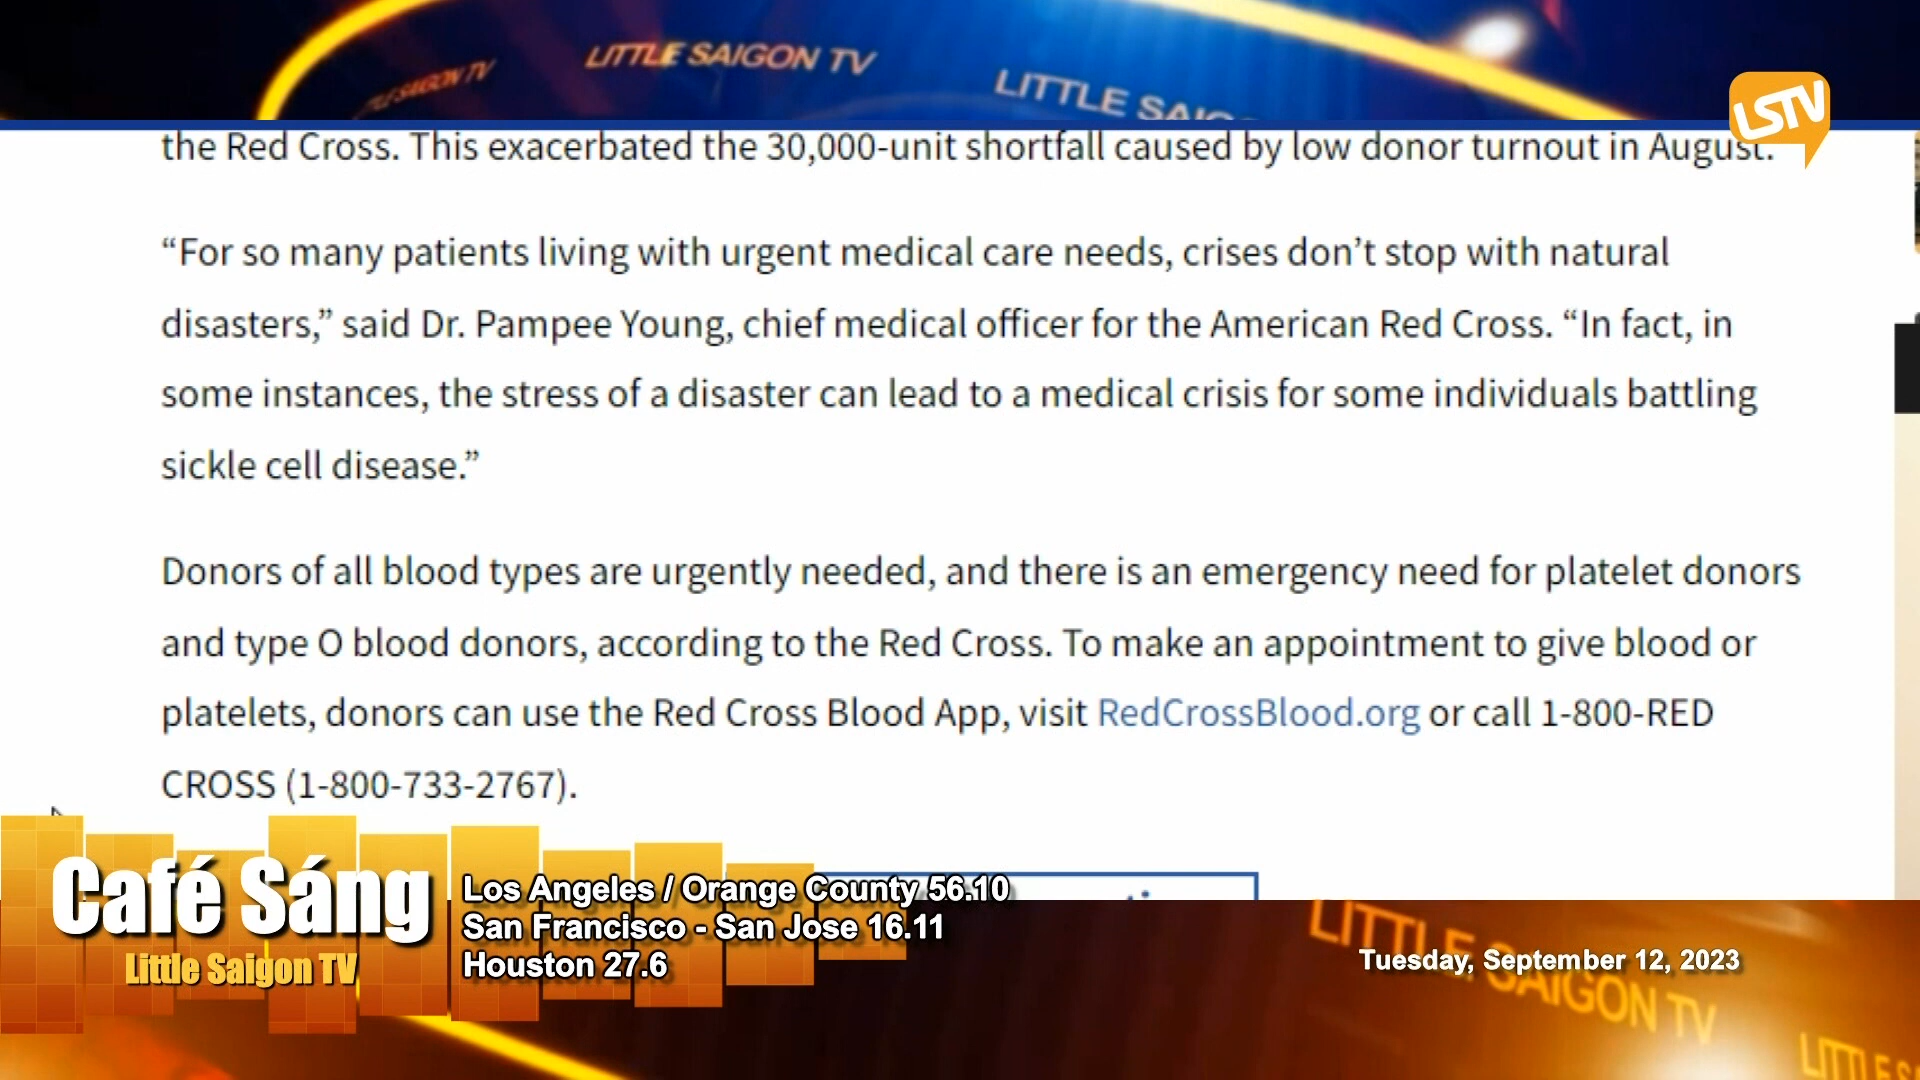 LITTLE SAIGON TV
LITTLE SAIGON TV
LITTLE
LSTV
the Red Cross. This exacerbated the 30,000-unit shortfall caused by low donor turnout in August.
“For so many patients living with urgent medical care needs, crises don’t stop with natural
disasters,” said Dr. Pampee Young, chief medical officer for the American Red Cross. “In fact, in
some instances, the stress of a disaster can lead to a medical crisis for some individuals battling
sickle cell disease.”
Donors of all blood types are urgently needed, and there is an emergency need for platelet donors
and type O blood donors, according to the Red Cross. To make an appointment to give blood or
platelets, donors can use the Red Cross Blood App, visit RedCrossBlood.org or call 1-800-RED
CROSS (1-800-733-2767).
Café Sáng
Little Saigon TV
Los Angeles / Orange County 56.10
San Francisco - San Jose 16.11
Houston 27.6
Tuesday, September 12, 2023
LITTLE SAIGON TV